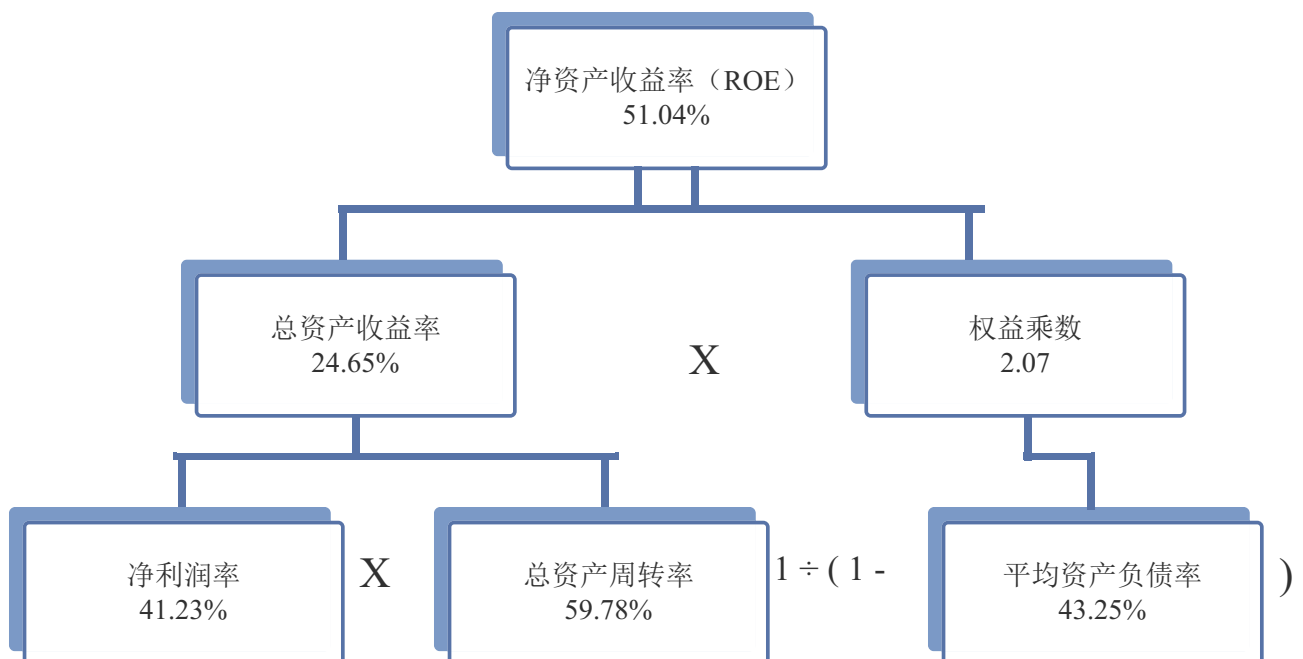 净资产收益率（ROE）
51.04%
总资产收益率
24.65%
X
权益乘数
2.07
净利润率
41.23%
X
总资产周转率
59.78%
1 ÷ ( 1 -
平均资产负债率
43.25%
)